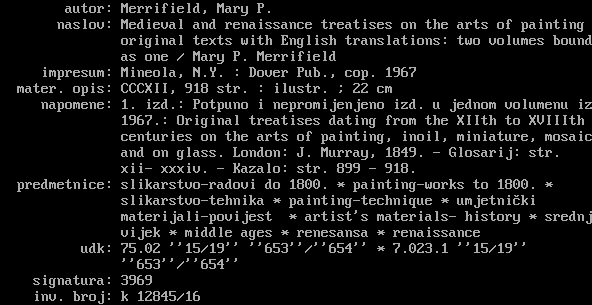 autor: Merrifield, Mary P.
naslov: Medieval and renaissance treatises on the arts of painting
original texts with English translations: two volumes bound
as one / Mary P. Merrifield
impresum: Mineola, N.Y. : Dover Pub., cop. 1967
mater. opis: CCCXII, 918 str. : ilustr. ; 22 cm
napomene: 1. izd.: Potpuno i nepromijenjeno izd. u jednom volumenu iz
1967.: Original treatises dating from the XIIth to XVIIIth
centuries on the arts of painting, inoil, miniature, mosaic
and on glass. London: J. Murray, 1849. - Glosarij: str.
xii- xxxiv. - Kazalo: str. 899 - 918.
predmetnice: slikarstvo-radovi do 1800. * painting-works to 1800. *
slikarstvo-tehnika * painting-technique * umjetnički
materijali-povijest * artist's materials- history * srednj
vijek * middle ages * renesansa * renaissance
udk: 75.02 ''15/19'' ''653''/''654'' * 7.023.1 ''15/19''
''653''/''654''
signatura: 3969
inv. broj: k 12845/16